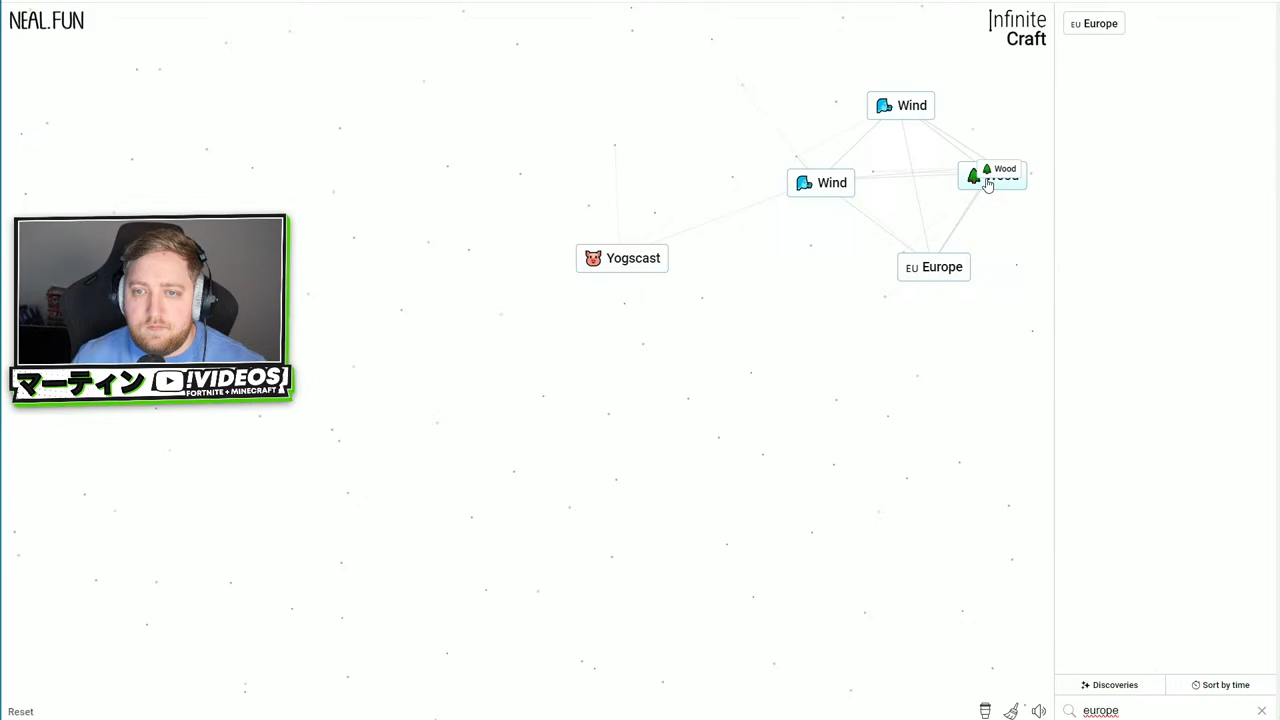 NEAL.FUN
Infinite
Craft
EU Europe
Wind
Wood
Wind
Yogscast
EU Europe
マーティン
!VIDEOS
FORTNITE + MINECRAFT
Discoveries
Sort by time
Reset
europe